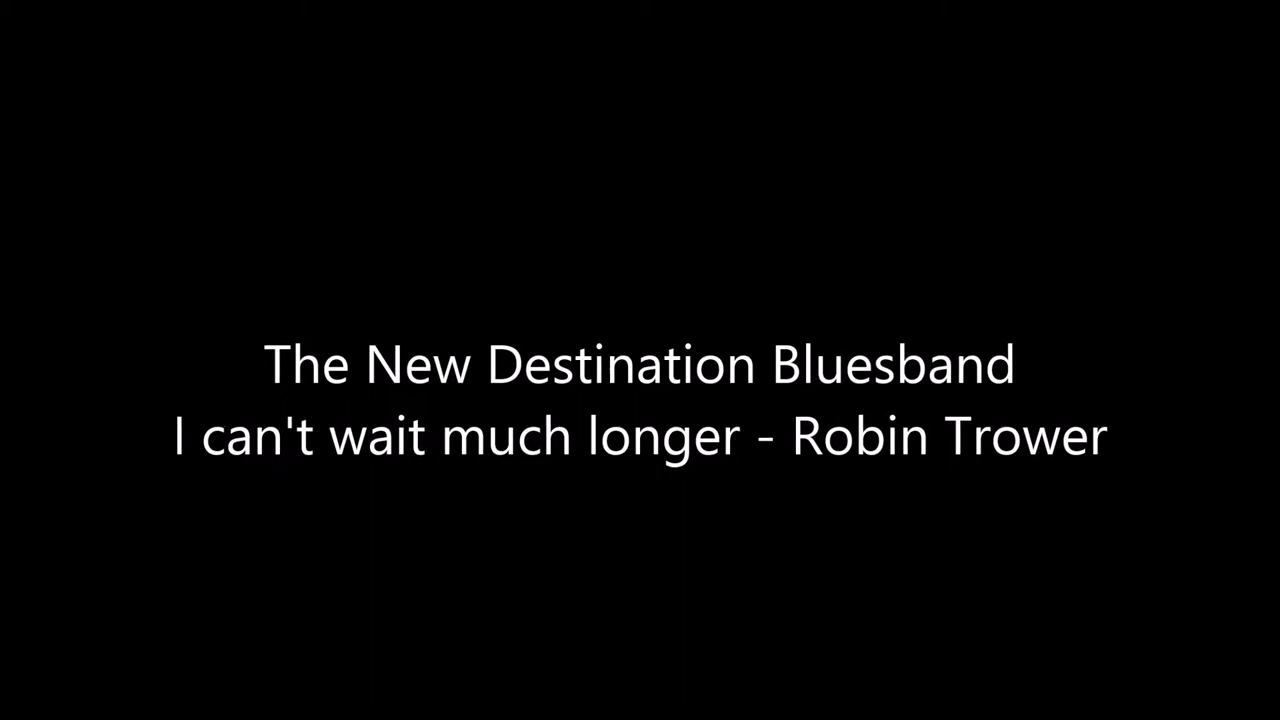 The New Destination Bluesband
I can't wait much longer - Robin Trower